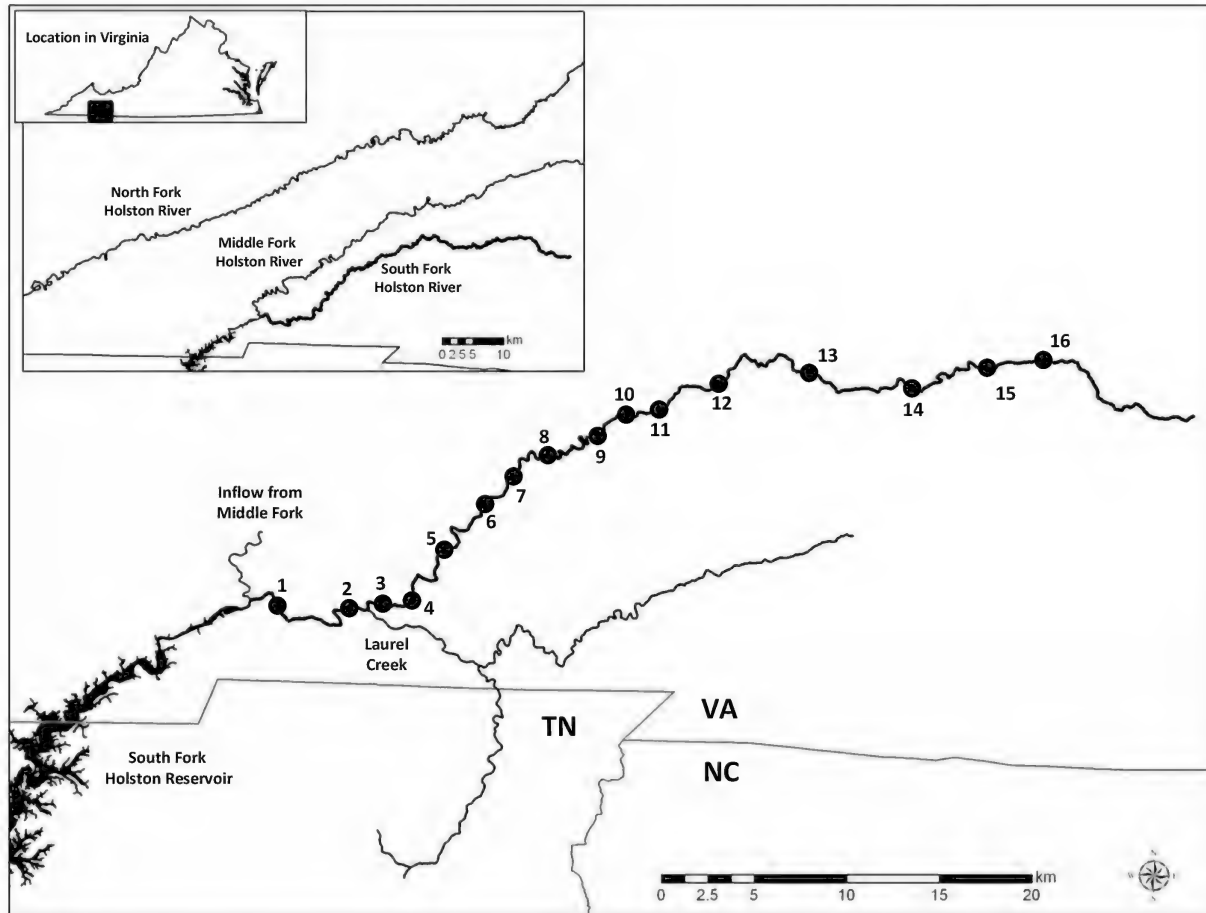 Location in Virginia
North Fork
Holston River
Middle Fork
Holston River
South Fork
Holston River
km
0 2.5 5 10
16
13
15
14
12
10
11
8
9
7
6
5
Inflow from
Middle Fork
1
2
3
4
Laurel
Creek
TN
VA
NC
South Fork
Holston Reservoir
km
0 2.5 5 10 15 20